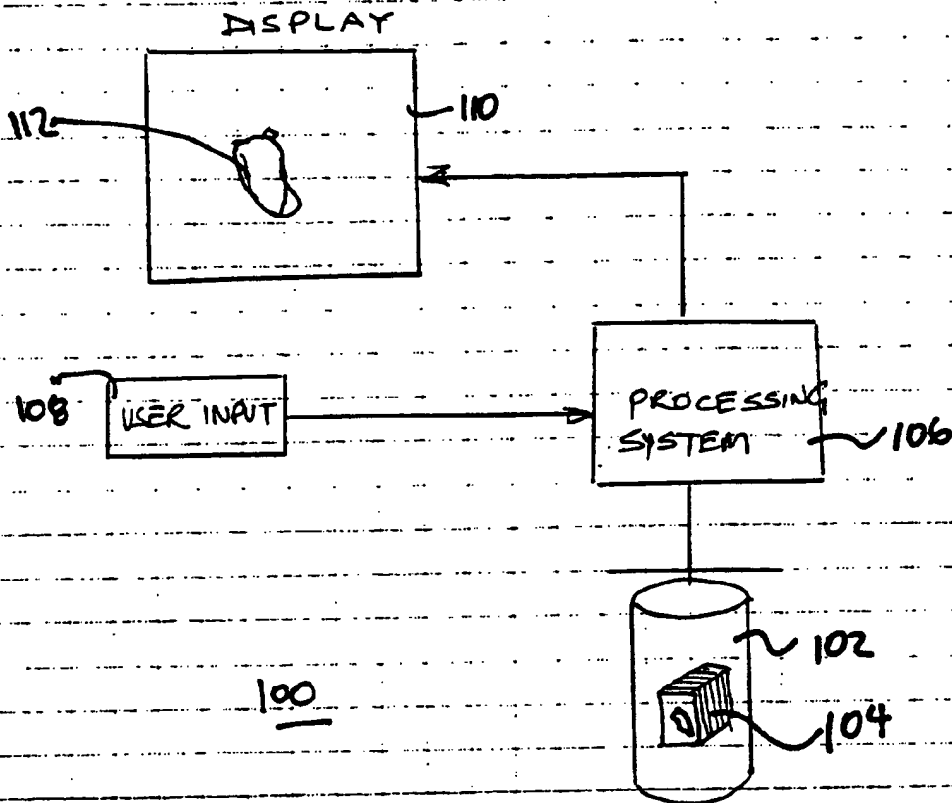 DISPLAY
110
112
108
USER INPUT
PROCESSING
SYSTEM
106
102
100
104